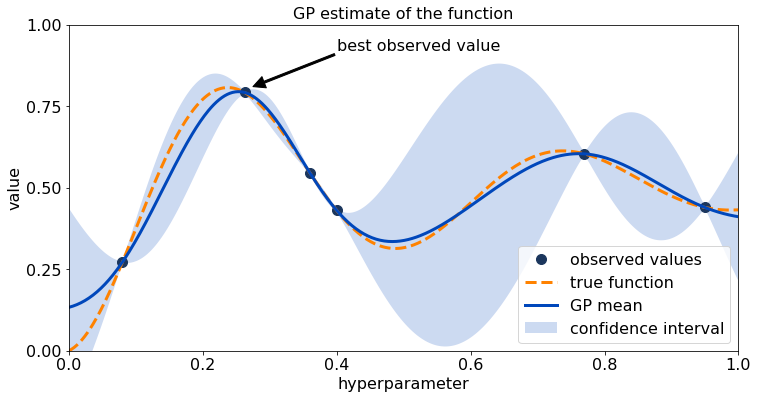 GP estimate of the function
best observed value
value
1.00
0.75
0.50
0.25
0.00
observed values
true function
GP mean
confidence interval
0.0 0.2 0.4 0.6 0.8 1.0
hyperparameter